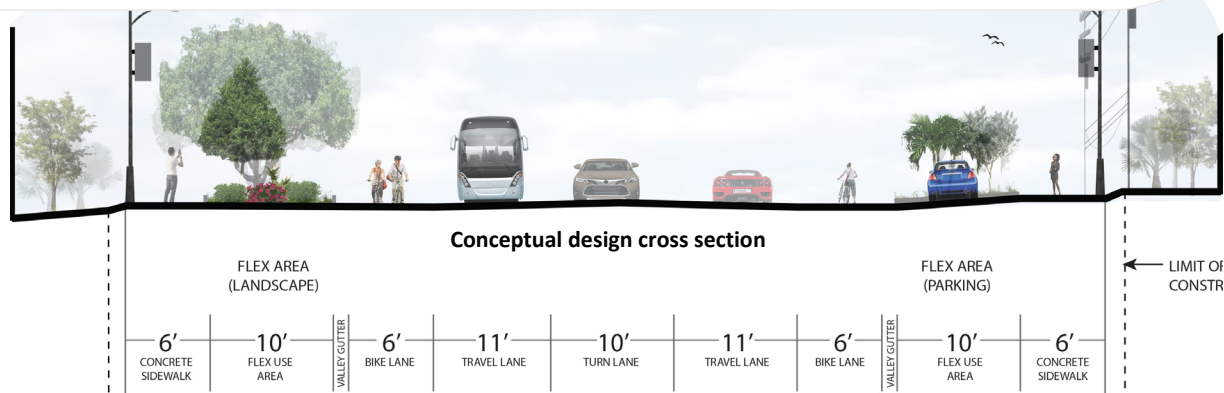 Conceptual design cross section
FLEX AREA
(LANDSCAPE)
FLEX AREA
(PARKING)
LIMIT OF
CONSTR
6’
CONCRETE
SIDEWALK
10’
FLEX USE
AREA
VALLEY GUTTER
6’
BIKE LANE
11’
TRAVEL LANE
10’
TURN LANE
11’
TRAVEL LANE
6’
BIKE LANE
VALLEY GUTTER
10’
FLEX USE
AREA
6’
CONCRETE
SIDEWALK